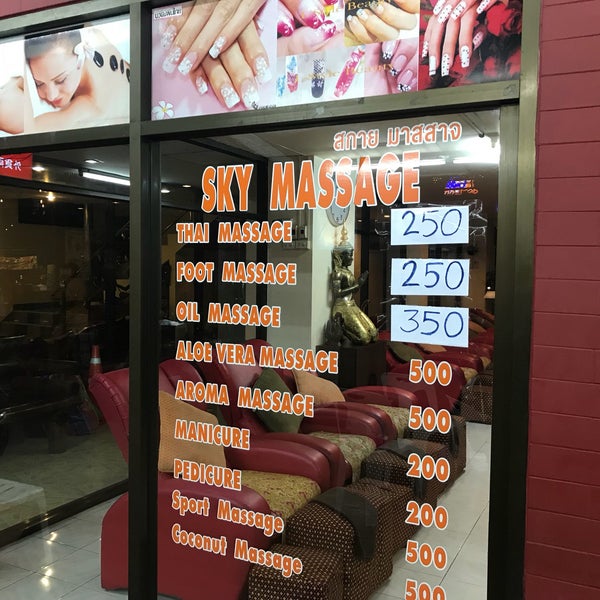 สกาย มาสสาจ
SKY MASSAGE
THAI MASSAGE 250
FOOT MASSAGE 250
OIL MASSAGE 350
ALOE VERA MASSAGE 500
AROMA MASSAGE 500
MANICURE 200
PEDICURE 200
Sport Massage 500
Coconut Massage 500